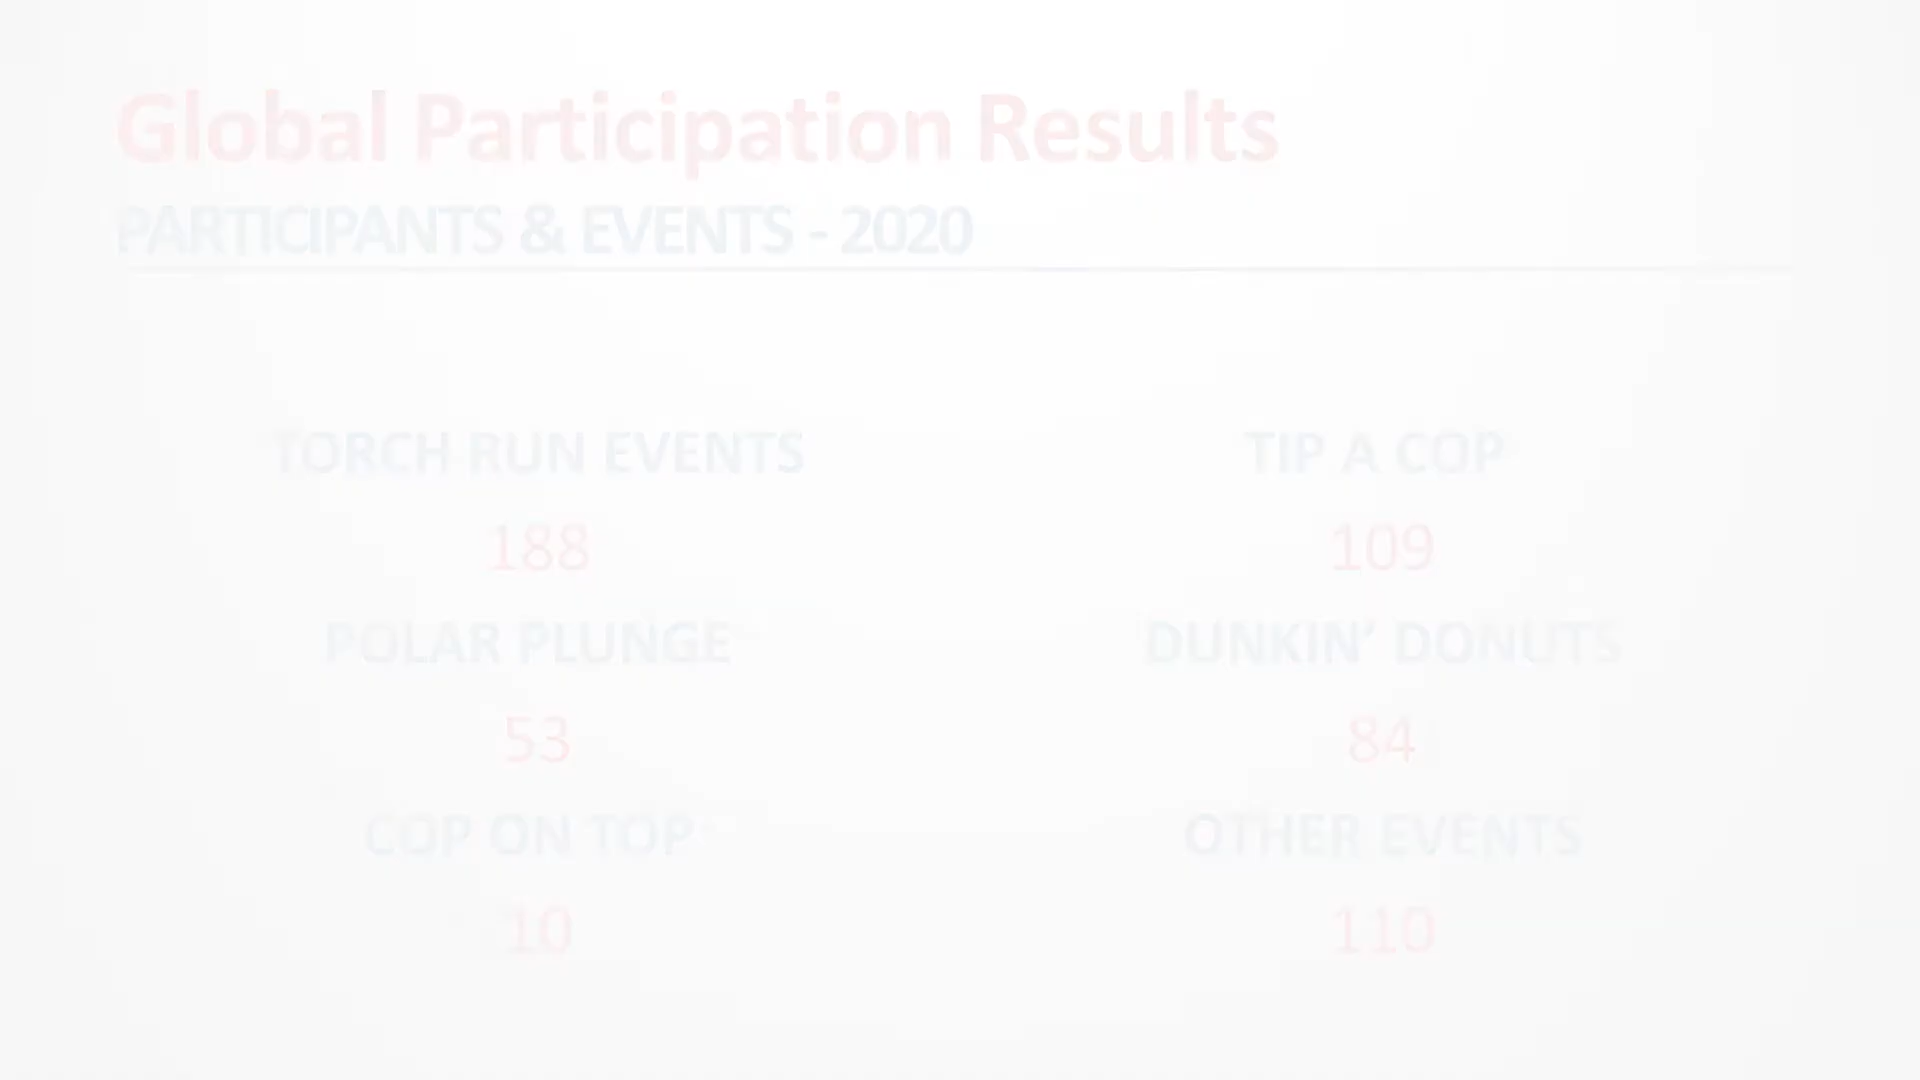 Global Participation Results
PARTICIPANTS & EVENTS - 2020
TORCH RUN EVENTS
188
POLAR PLUNGE
53
COP ON TOP
10
TIP A COP
109
DUNKIN’ DONUTS
84
OTHER EVENTS
110